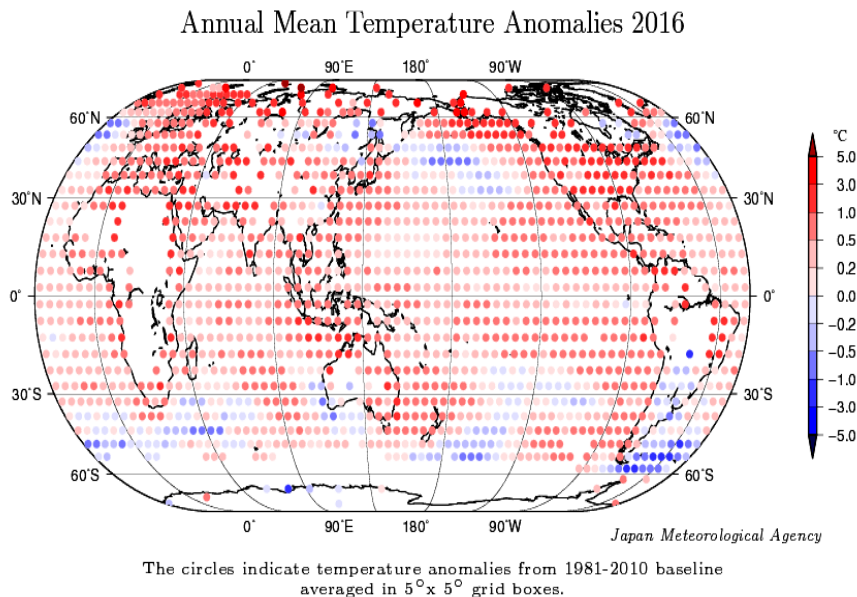 Annual Mean Temperature Anomalies 2016
0° 90°E 180° 90°W
60°N 60°N
℃
5.0
3.0
30°N 30°N
1.0
0.5
0.2
0° 0°
0.0
−0.2
−0.5
−1.0
30°S 30°S
−3.0
−5.0
60°S 60°S
0° 90°E 180° 90°W
Japan Meteorological Agency
The circles indicate temperature anomalies from 1981-2010 baseline
averaged in 5°x 5° grid boxes.